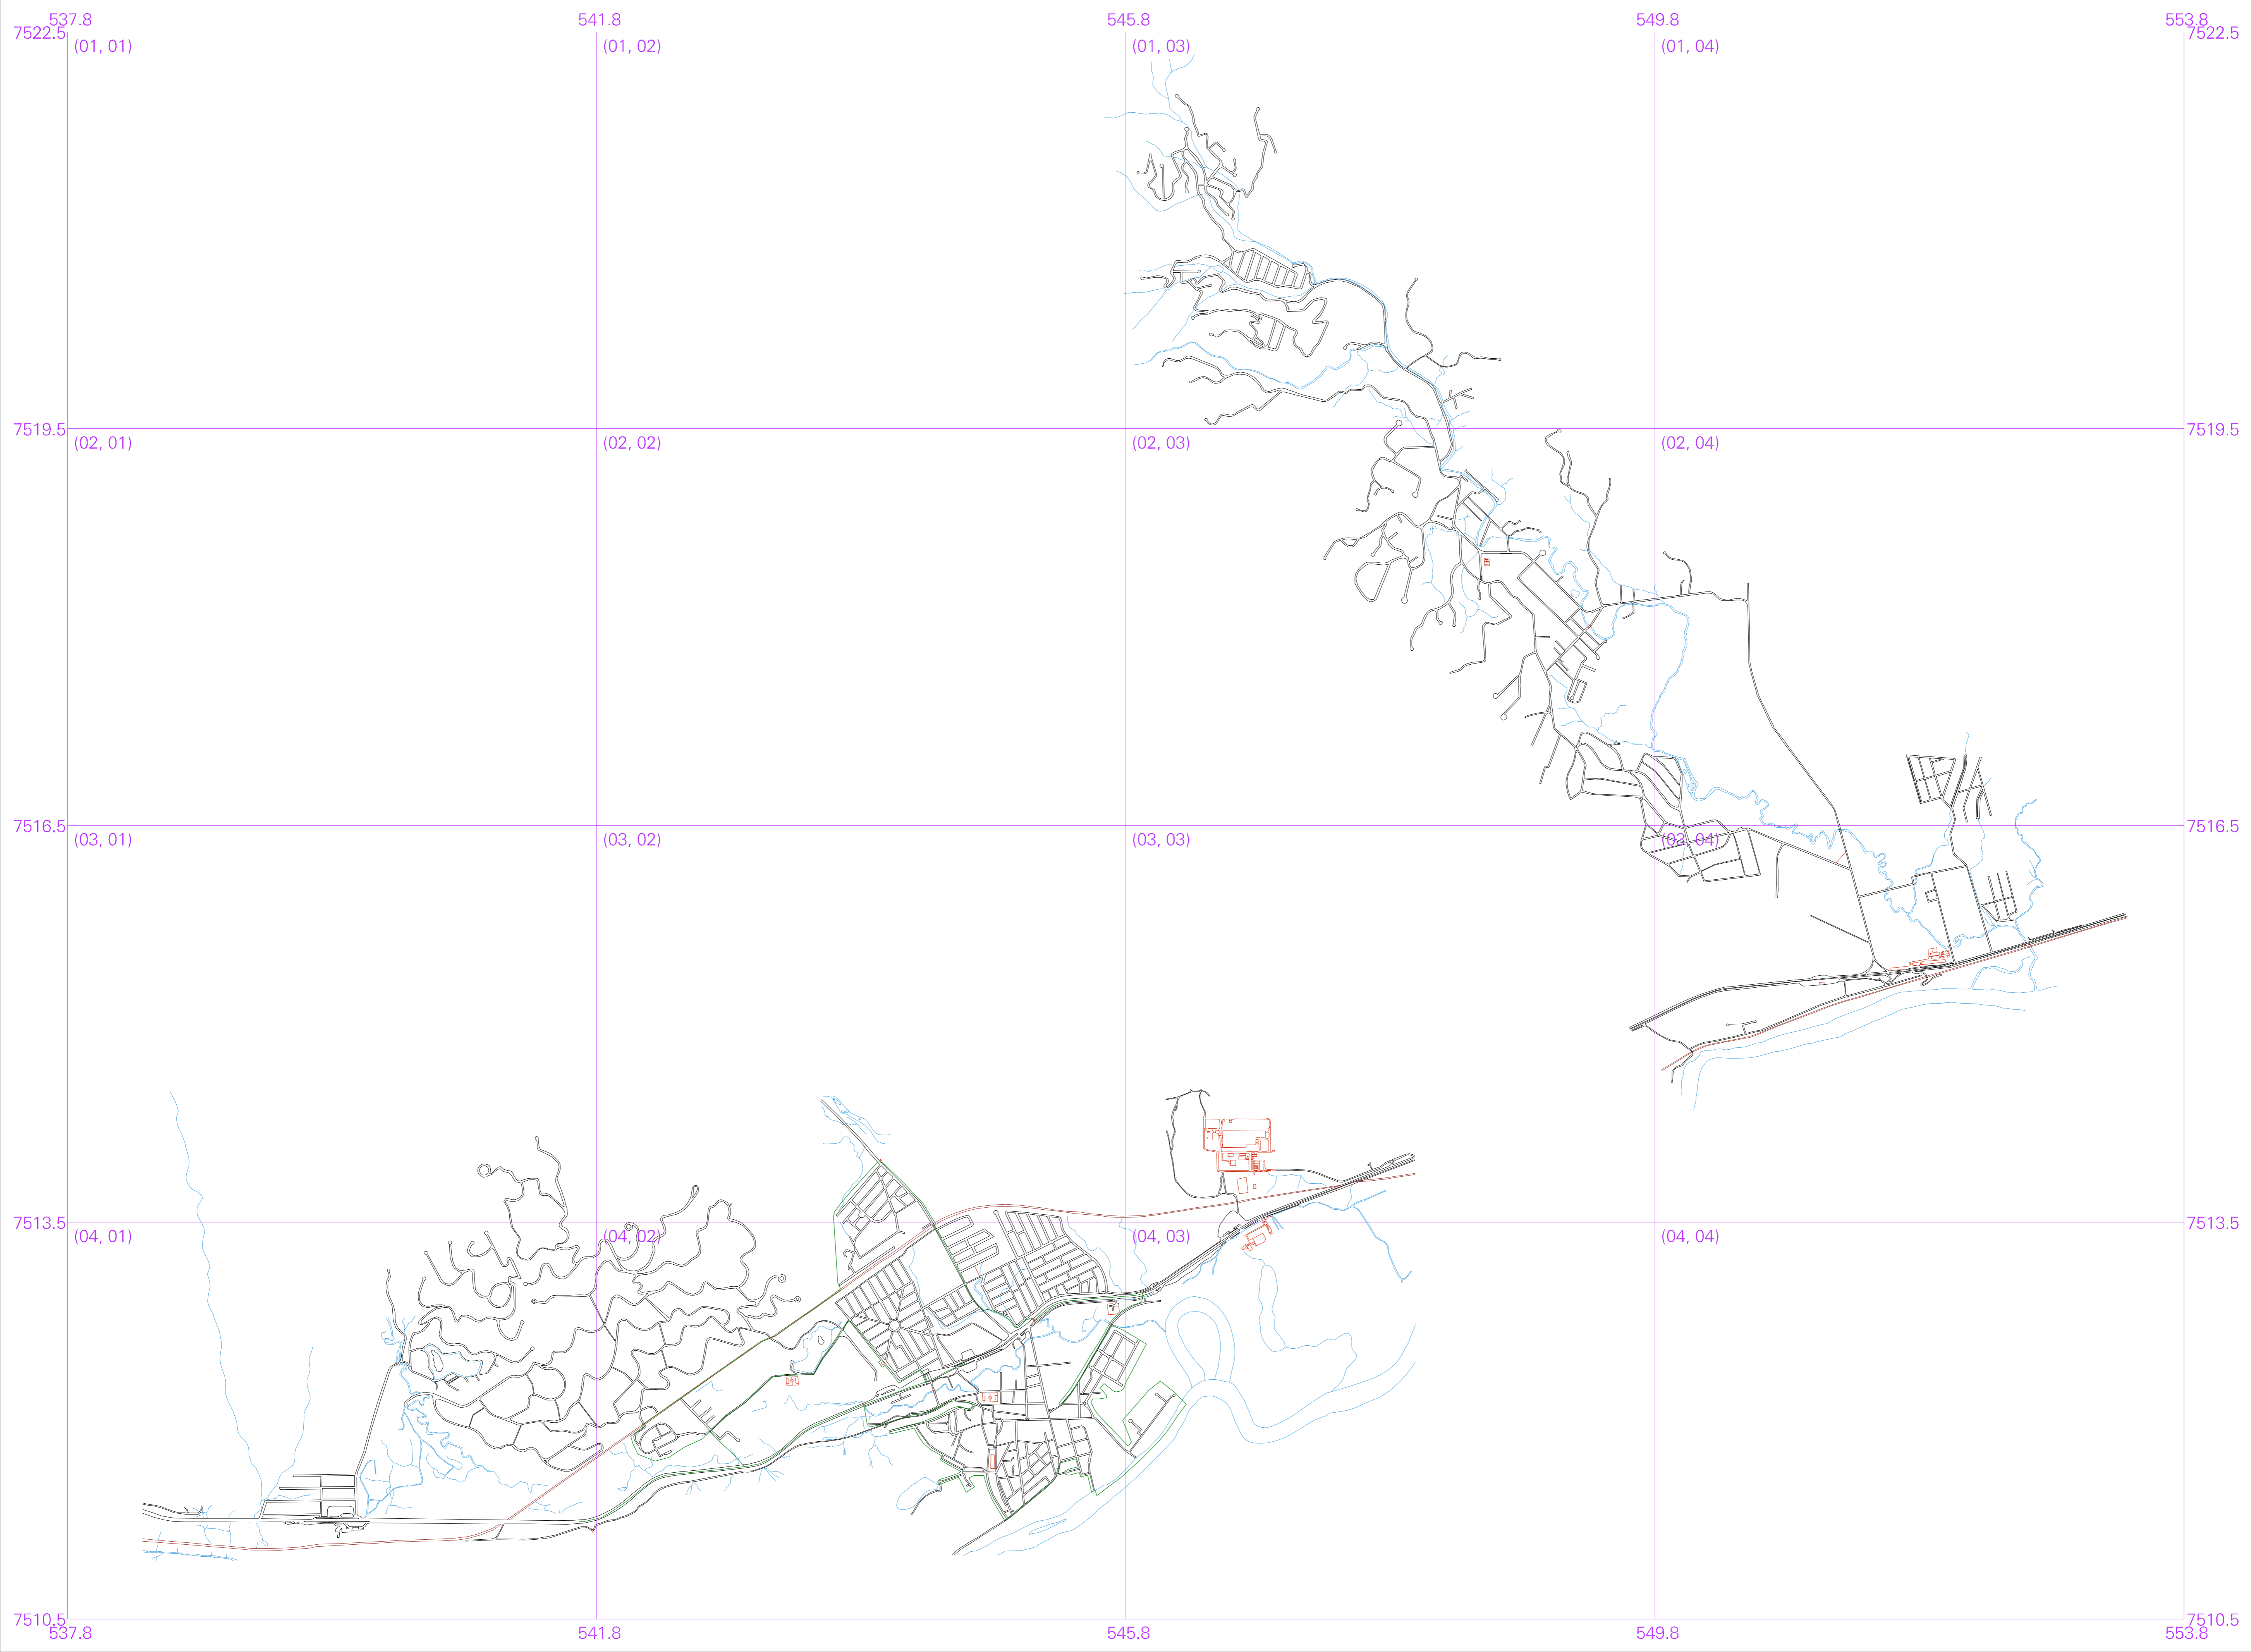 537.8 541.8 545.8 549.8 553.8
7522.5 7522.5
(01, 01) (01, 02) (01, 03) (01, 04)
7519.5 7519.5
(02, 01) (02, 02) (02, 03) (02, 04)
7516.5 7516.5
(03, 01) (03, 02) (03, 03) (03, 04)
7513.5 7513.5
(04, 01) (04, 02) (04, 03) (04, 04)
7510.5 7510.5
537.8 541.8 545.8 549.8 553.8